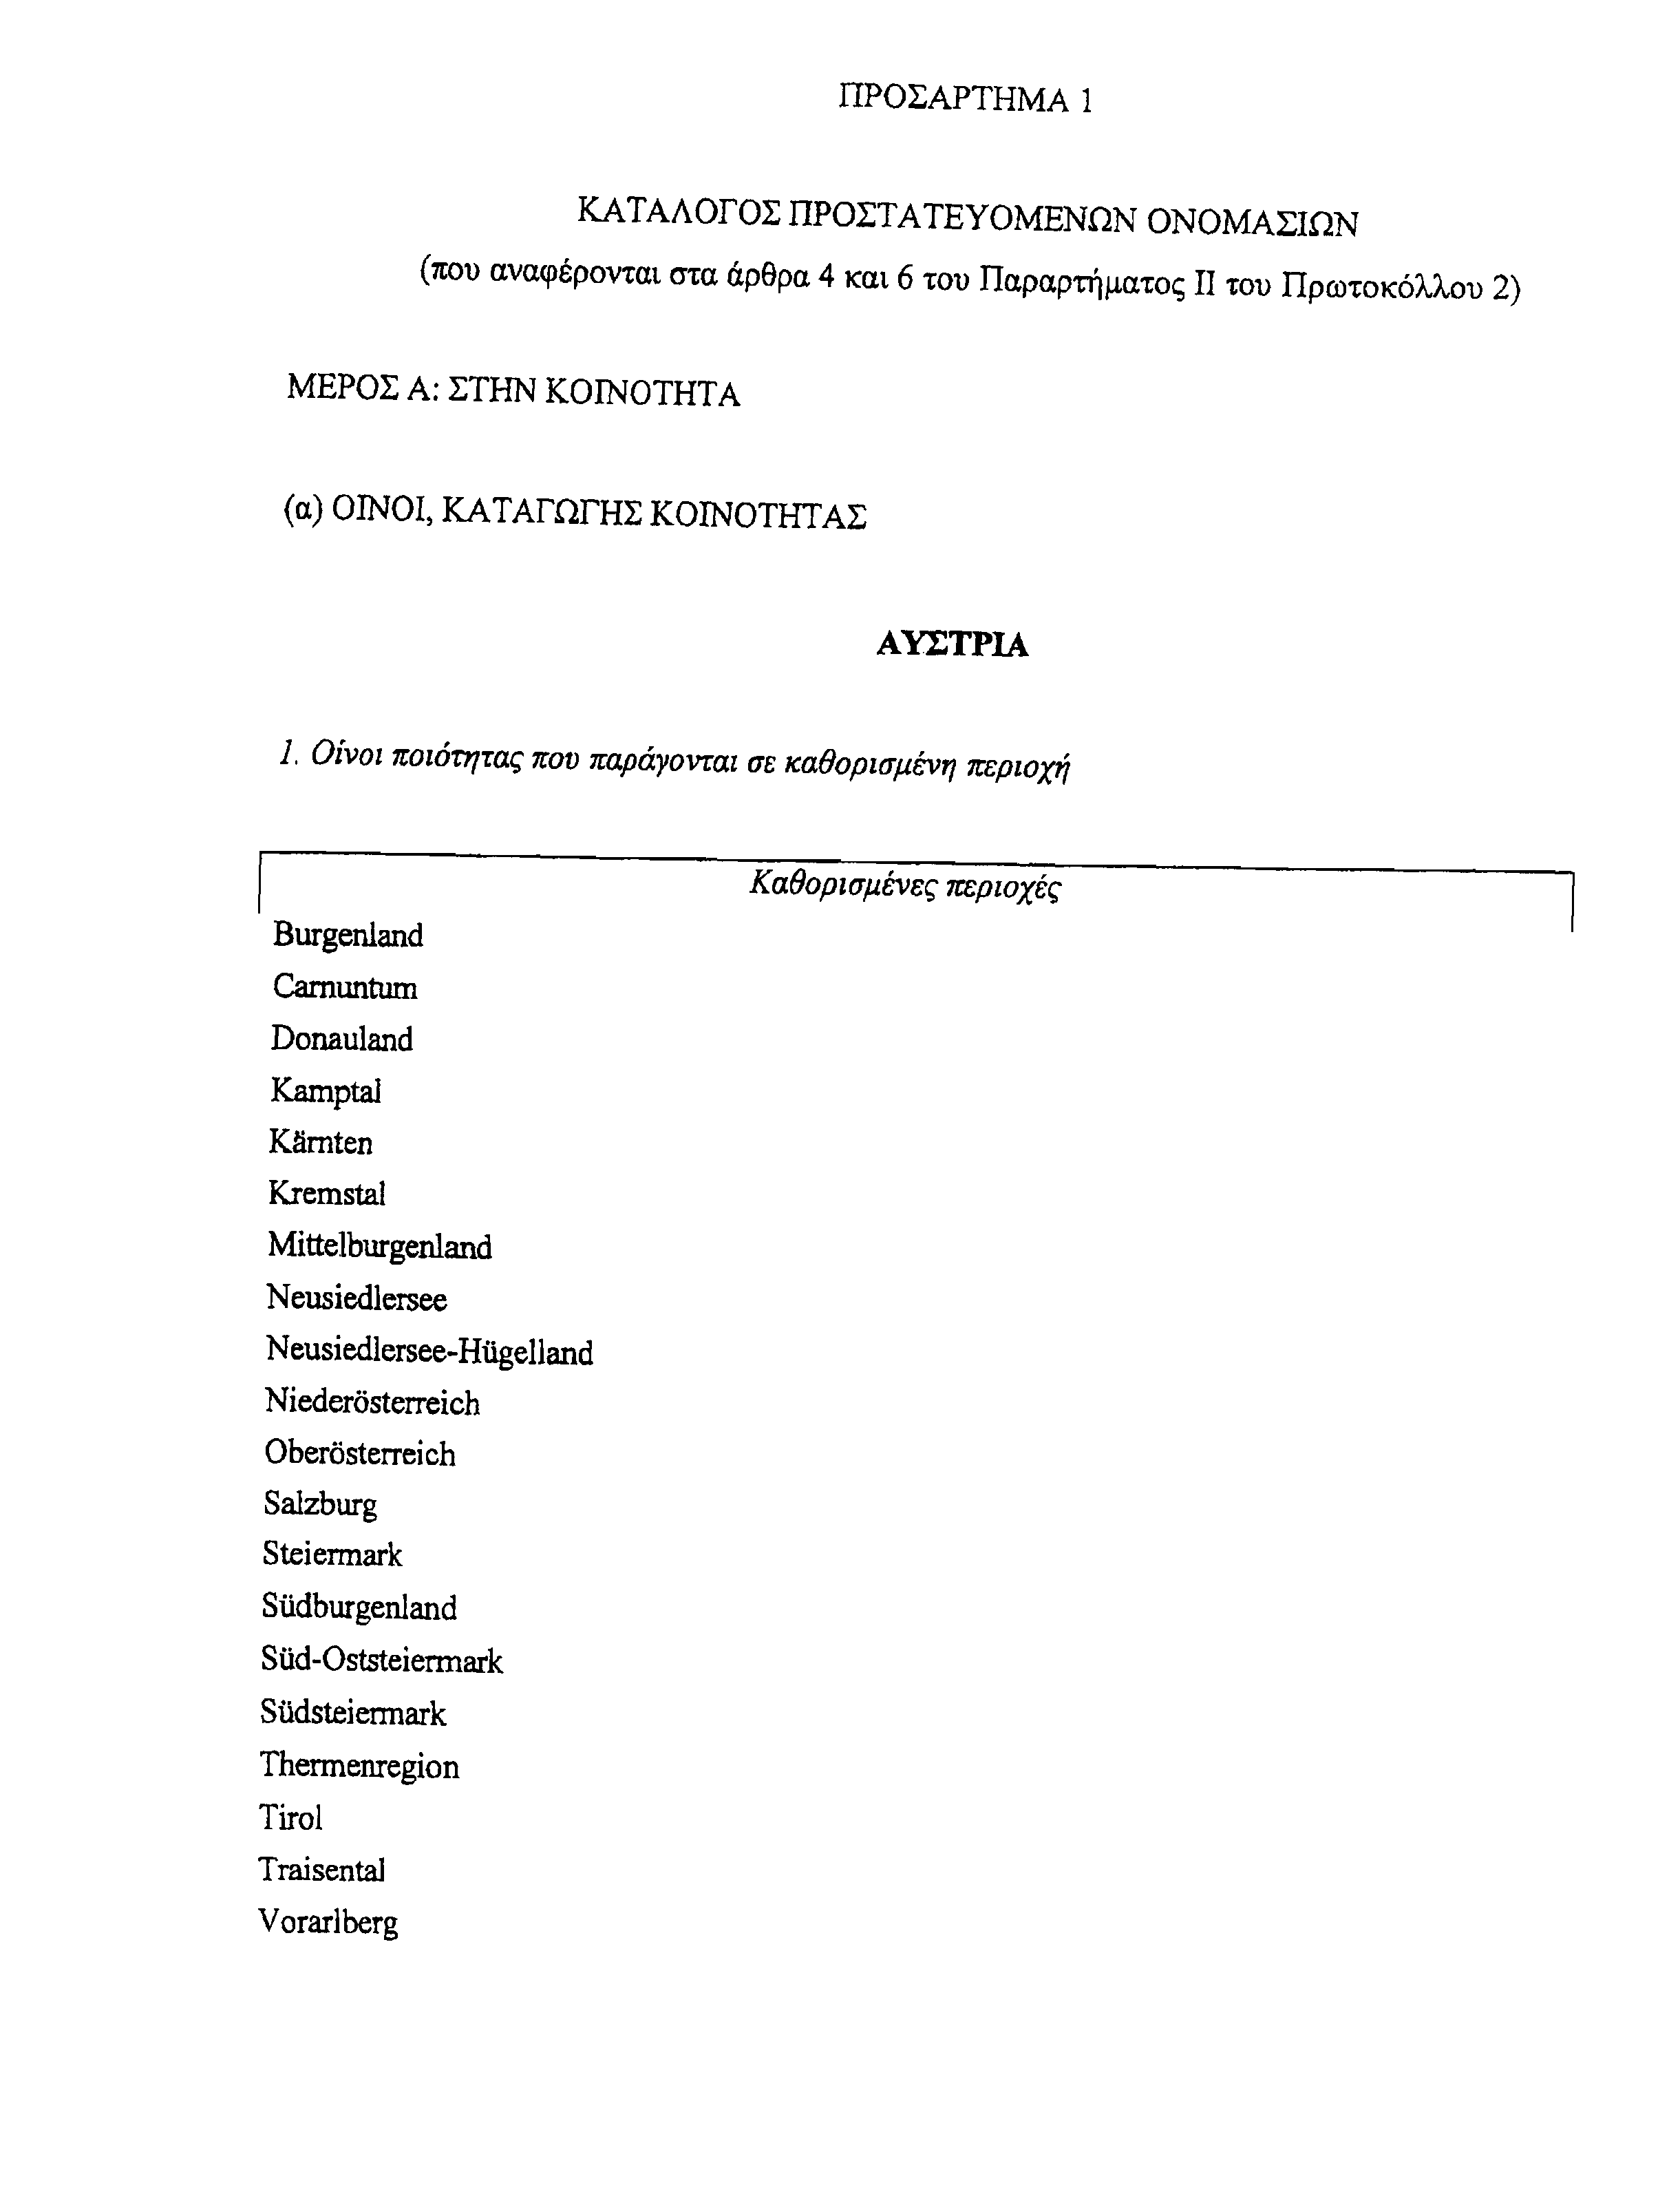 ΠΡΟΣΑΡΤΗΜΑ 1
ΚΑΤΑΛΟΓΟΣ ΠΡΟΣΤΑΤΕΥΟΜΕΝΩΝ ΟΝΟΜΑΣΙΩΝ
(που αναφέρονται στα άρθρα 4 και 6 του Παραρτήματος ΙΙ του Πρωτοκόλλου 2)
ΜΕΡΟΣ Α: ΣΤΗΝ ΚΟΙΝΟΤΗΤΑ
(α) ΟΙΝΟΙ, ΚΑΤΑΓΩΓΗΣ ΚΟΙΝΟΤΗΤΑΣ
ΑΥΣΤΡΙΑ
1. Οίνοι ποιότητας που παράγονται σε καθορισμένη περιοχή
Καθορισμένες περιοχές
Burgenland
Carnuntum
Donauland
Kamptal
Kärnten
Kremstal
Mittelburgenland
Neusiedlersee
Neusiedlersee-Hügelland
Niederösterreich
Oberösterreich
Salzburg
Steiermark
Südburgenland
Süd-Oststeiermark
Südsteiermark
Thermenregion
Tirol
Traisental
Vorarlberg